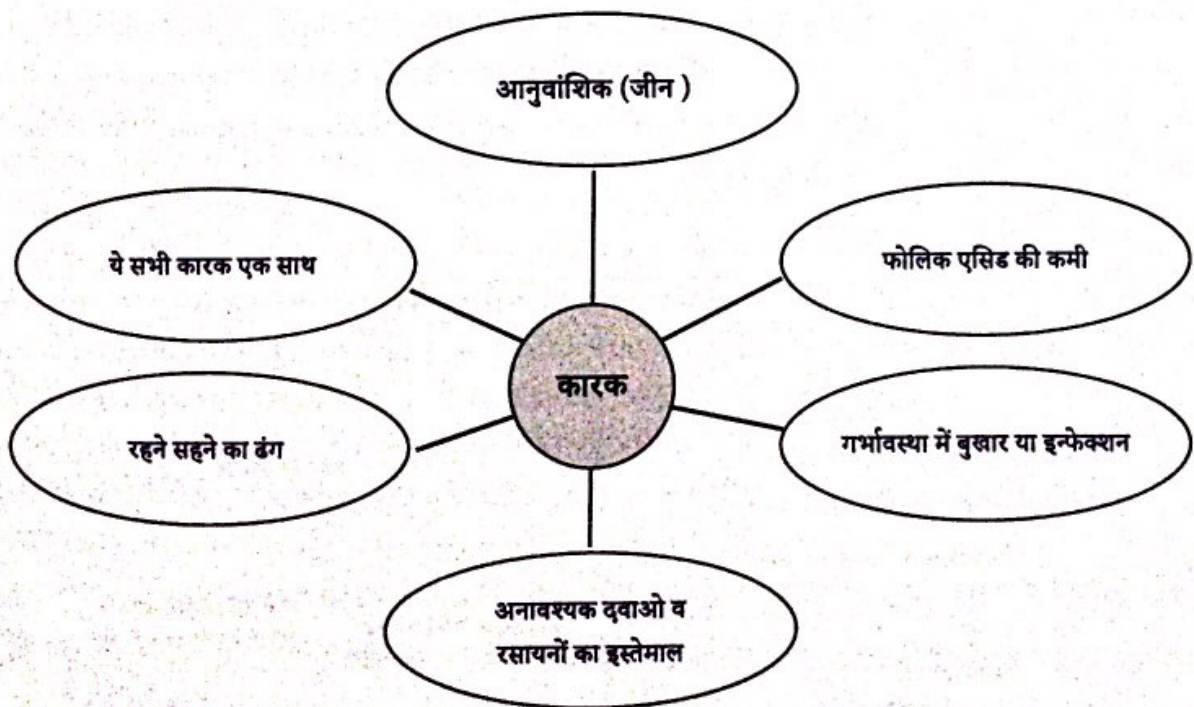 आनुवांशिक (जीन )
ये सभी कारक एक साथ
फोलिक एसिड की कमी
कारक
रहने सहने का ढंग
गर्भावस्था में बुखार या इन्फेक्शन
अनावश्यक दवाओ व
रसायनों का इस्तेमाल